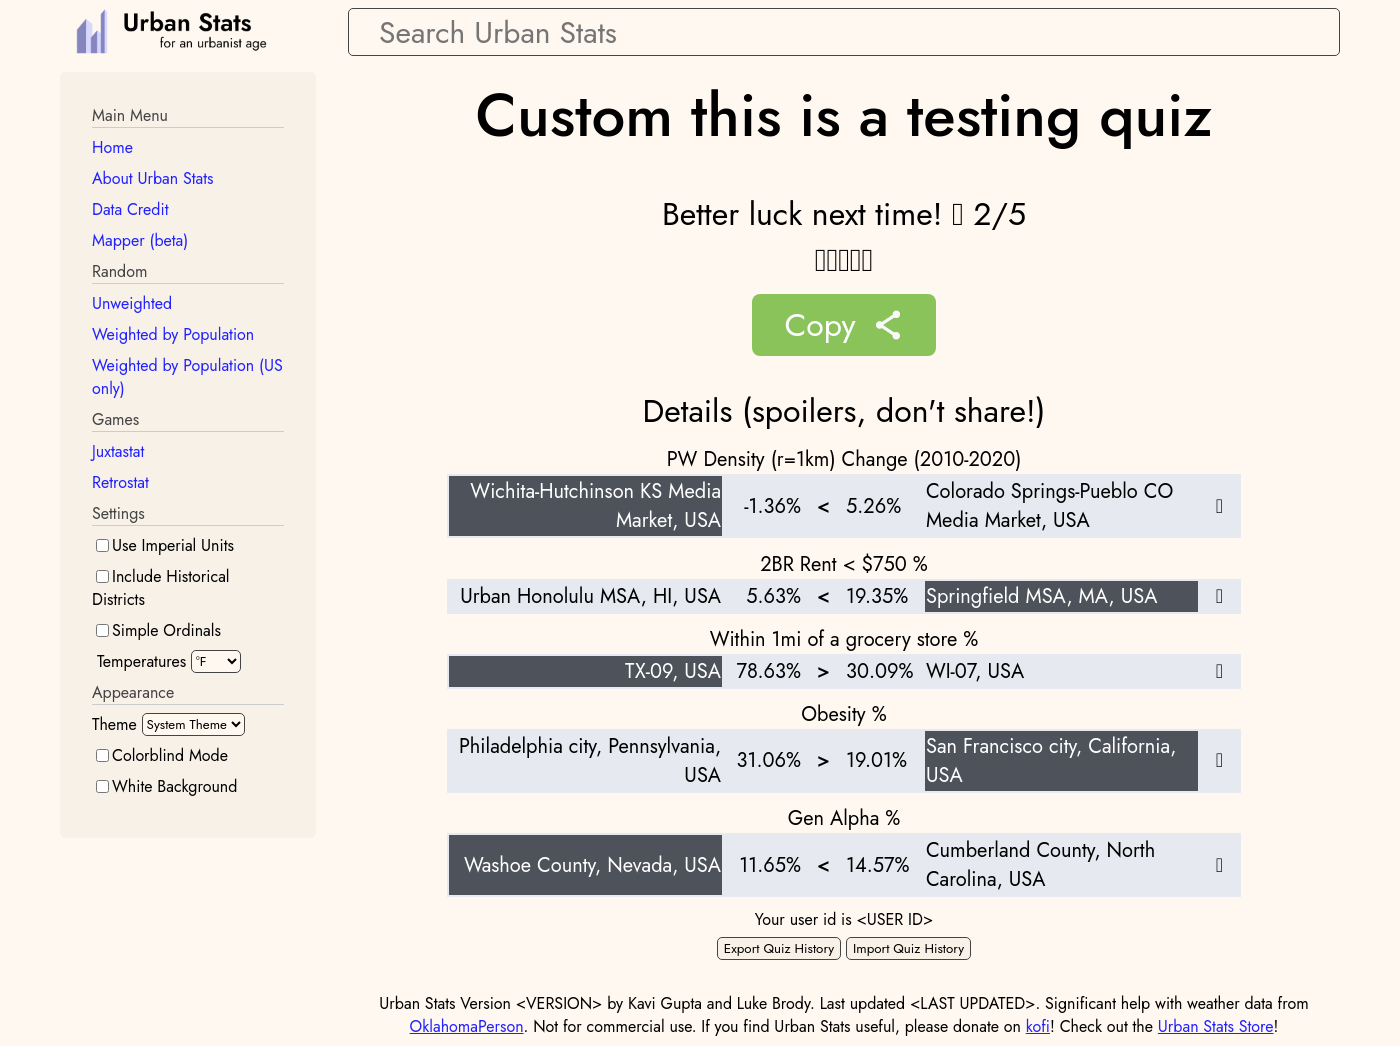 Urban Stats
for an urbanist age
Search Urban Stats
Main Menu
Home
About Urban Stats
Data Credit
Mapper (beta)
Random
Unweighted
Weighted by Population
Weighted by Population (US
only)
Games
Juxtastat
Retrostat
Settings
Use Imperial Units
Include Historical
Districts
Simple Ordinals
Temperatures °F
Appearance
Theme System Theme
Colorblind Mode
White Background
Custom this is a testing quiz
Better luck next time! 2/5
Copy
Details (spoilers, don't share!)
PW Density (r=1km) Change (2010-2020)
Wichita-Hutchinson KS Media
Market, USA
-1.36% < 5.26%
Colorado Springs-Pueblo CO
Media Market, USA
2BR Rent < $750 %
Urban Honolulu MSA, HI, USA 5.63% < 19.35% Springfield MSA, MA, USA
Within 1mi of a grocery store %
TX-09, USA 78.63% > 30.09% WI-07, USA
Obesity %
Philadelphia city, Pennsylvania,
USA
31.06% > 19.01%
San Francisco city, California,
USA
Gen Alpha %
Washoe County, Nevada, USA 11.65% < 14.57%
Cumberland County, North
Carolina, USA
Your user id is <USER ID>
Export Quiz History Import Quiz History
Urban Stats Version <VERSION> by Kavi Gupta and Luke Brody. Last updated <LAST UPDATED>. Significant help with weather data from
OklahomaPerson. Not for commercial use. If you find Urban Stats useful, please donate on kofi! Check out the Urban Stats Store!